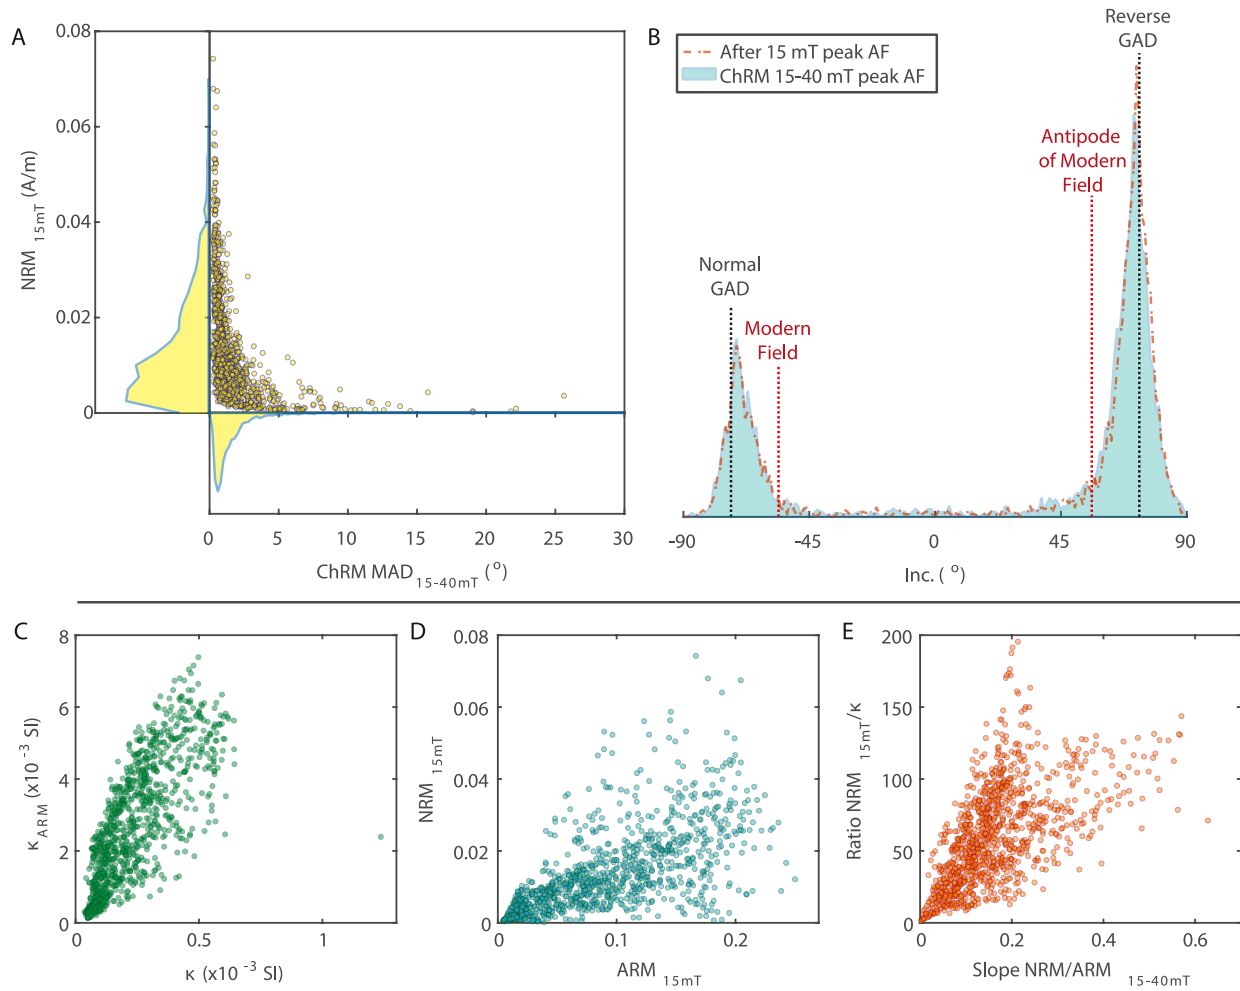 A
0.08
0.06
0.04
0.02
0
NRM 15mT (A/m)
0 5 10 15 20 25 30
ChRM MAD 15-40mT (°)
B
After 15 mT peak AF
ChRM 15-40 mT peak AF
Reverse
GAD
Antipode
of Modern
Field
Normal
GAD
Modern
Field
-90 -45 0 45 90
Inc. (°)
C
8
6
4
2
0
κ ARM (x10 -3 SI)
0 0.5 1
κ (x10 -3 SI)
D
0.08
0.06
0.04
0.02
0
NRM 15mT
0 0.1 0.2
ARM 15mT
E
200
150
100
50
0
Ratio NRM 15mT/κ
0 0.2 0.4 0.6
Slope NRM/ARM 15-40mT